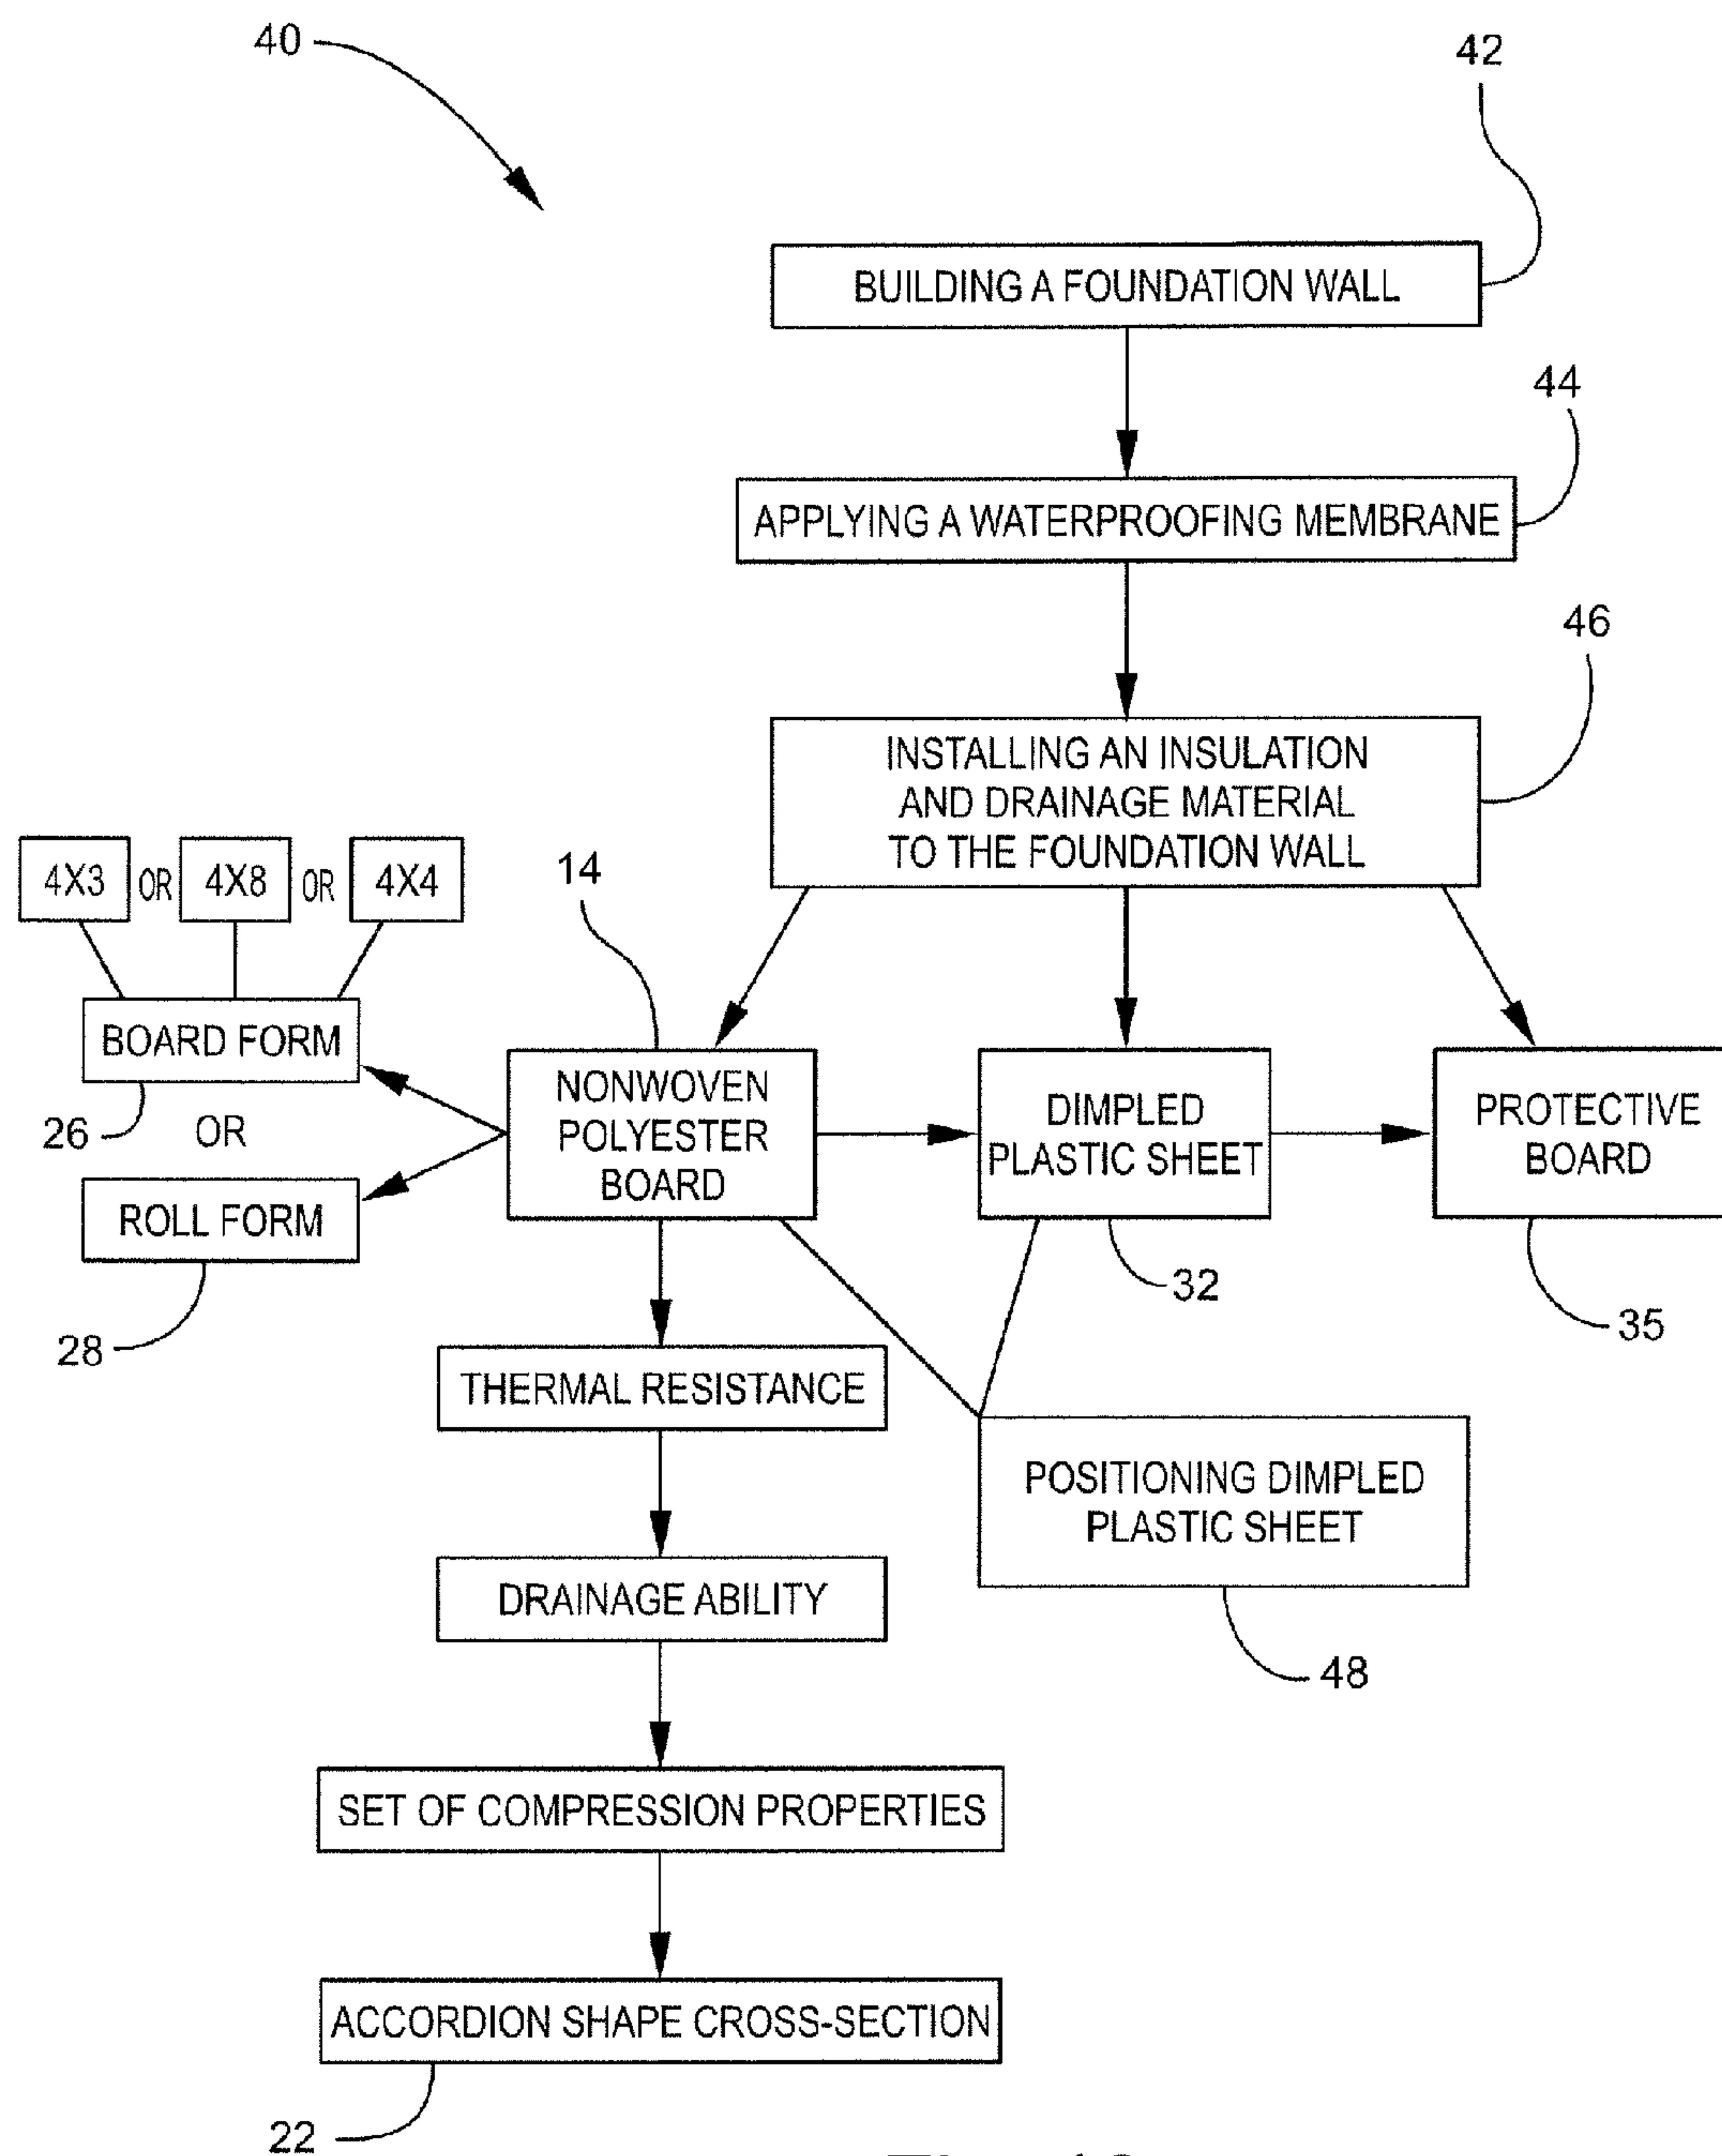 40
42
BUILDING A FOUNDATION WALL
44
APPLYING A WATERPROOFING MEMBRANE
46
INSTALLING AN INSULATION
AND DRAINAGE MATERIAL
TO THE FOUNDATION WALL
4X3 OR 4X8 OR 4X4
14
BOARD FORM
26
OR
ROLL FORM
28
NONWOVEN
POLYESTER
BOARD
DIMPLED
PLASTIC SHEET
32
PROTECTIVE
BOARD
35
THERMAL RESISTANCE
POSITIONING DIMPLED
PLASTIC SHEET
48
DRAINAGE ABILITY
SET OF COMPRESSION PROPERTIES
ACCORDION SHAPE CROSS-SECTION
22